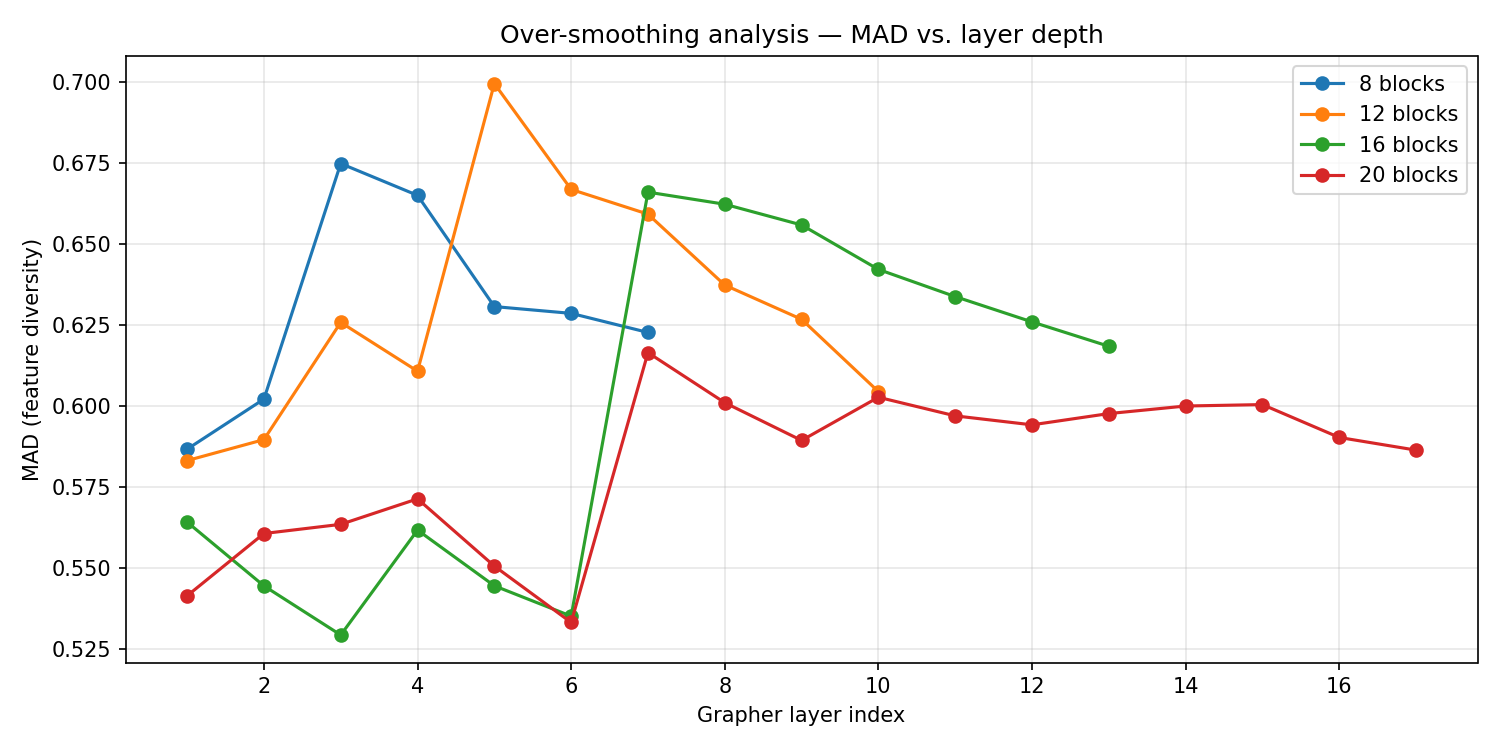 Over-smoothing analysis — MAD vs. layer depth
8 blocks
12 blocks
16 blocks
20 blocks
MAD (feature diversity)
0.700
0.675
0.650
0.625
0.600
0.575
0.550
0.525
2 4 6 8 10 12 14 16
Grapher layer index